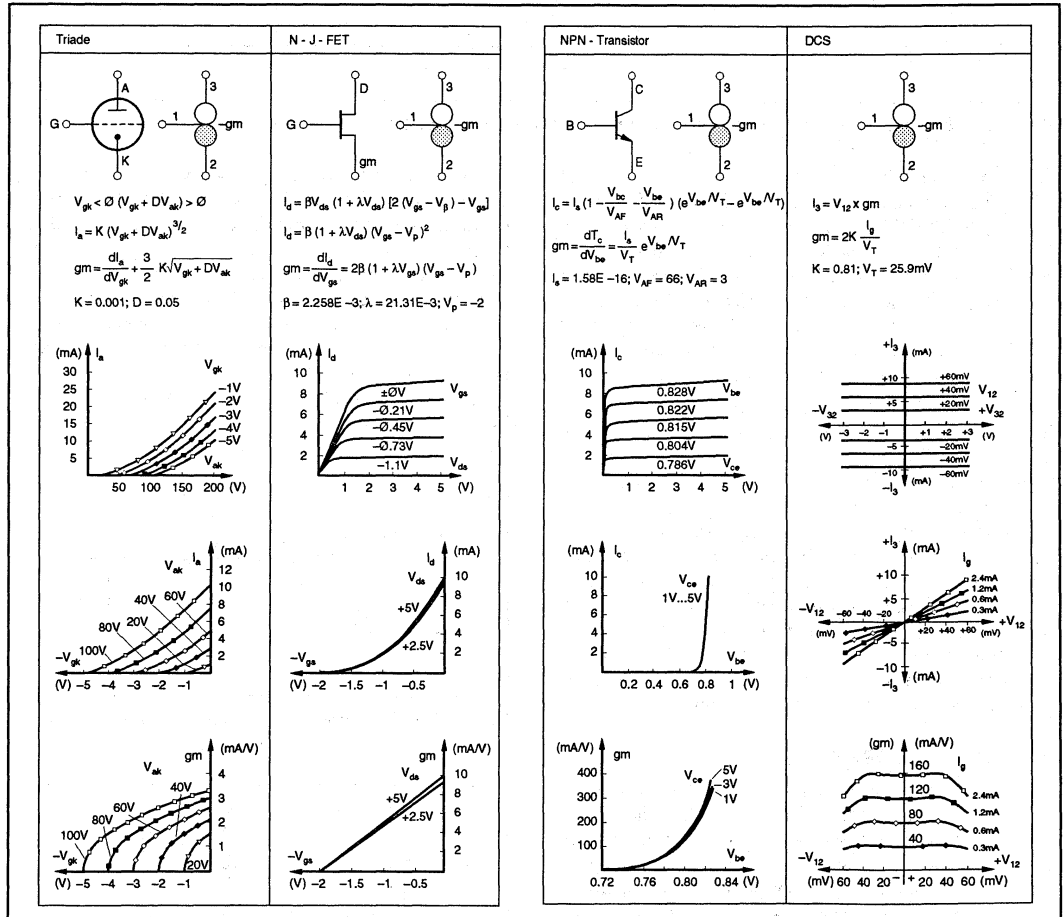 Triade
A
G
K
1
3
gm
2
V_gk < Ø (V_gk + DV_ak) > Ø
I_a = K (V_gk + DV_ak)^3/2
gm = dI_a/dV_gk + 3/2 K√V_gk + DV_ak
K = 0.001; D = 0.05
(mA) I_a
30
25
20
15
10
5
V_gk
–1V
–2V
–3V
–4V
–5V
V_ak
50 100 150 200 (V)
V_ak I_a (mA)
12
10
8
6
4
2
60V
40V
80V
20V
100V
–V_gk
(V) –5 –4 –3 –2 –1
V_ak gm (mA/V)
4
3
2
1
40V
60V
80V
100V
20V
–V_gk
(V) –5 –4 –3 –2 –1
N - J - FET
D
G
gm
1
3
gm
2
I_d = βV_ds (1 + λV_ds) [2 (V_gs – V_β) – V_gs]
I_d = β (1 + λV_ds) (V_gs – V_p)^2
gm = dI_d/dV_gs = 2β (1 + λV_gs) (V_gs – V_p)
β = 2.258E –3; λ = 21.31E–3; V_p = –2
(mA) I_d
10
8
6
4
2
V_gs
±ØV
–Ø.21V
–Ø.45V
–Ø.73V
–1.1V
V_ds
1 2 3 4 5 (V)
I_d (mA)
V_ds
10
8
6
4
2
+5V
+2.5V
–V_gs
(V) –2 –1.5 –1 –0.5
gm (mA/V)
V_ds
10
8
6
4
2
+5V
+2.5V
–V_gs
(V) –2 –1.5 –1 –0.5
NPN - Transistor
C
B
E
1
3
gm
2
I_c = I_s (1 – V_bc/V_AF – V_be/V_AR) (e^V_be/V_T – e^V_be/V_T)
gm = dT_c/dV_be = I_s/V_T e^V_be/V_T
I_s = 1.58E –16; V_AF = 66; V_AR = 3
(mA) I_c
10
8
6
4
2
0.828V
V_be
0.822V
0.815V
0.804V
0.786V
V_ce
1 2 3 4 5 (V)
(mA) I_c
10
8
6
4
2
V_ce
1V...5V
V_be
0.2 0.4 0.6 0.8 1 (V)
(mA/V) gm
400
300
200
100
V_ce
5V
3V
1V
V_be
0.72 0.76 0.80 0.84 (V)
DCS
3
1
gm
2
I_3 = V_12 x gm
gm = 2K I_g/V_T
K = 0.81; V_T = 25.9mV
+I_3
(mA)
+10
+5
+60mV
+40mV
+20mV
V_12
–V_32
+V_32
(V) –3 –2 –1 +1 +2 +3 (V)
–5
–10
–20mV
–40mV
–60mV
(mA)
–I_3
+I_3
(mA)
I_g
+10
+5
2.4mA
1.2mA
0.6mA
0.3mA
–V_12
–60 –40 –20
(mV)
+20 +40 +60
60 40 20
(mV)
+V_12
–5
–10
(mA)
–I_3
(gm) (mA/V)
160
120
80
40
I_g
2.4mA
1.2mA
0.6mA
0.3mA
–V_12
+V_12
(mV) 60 40 20 – + 20 40 60 (mV)